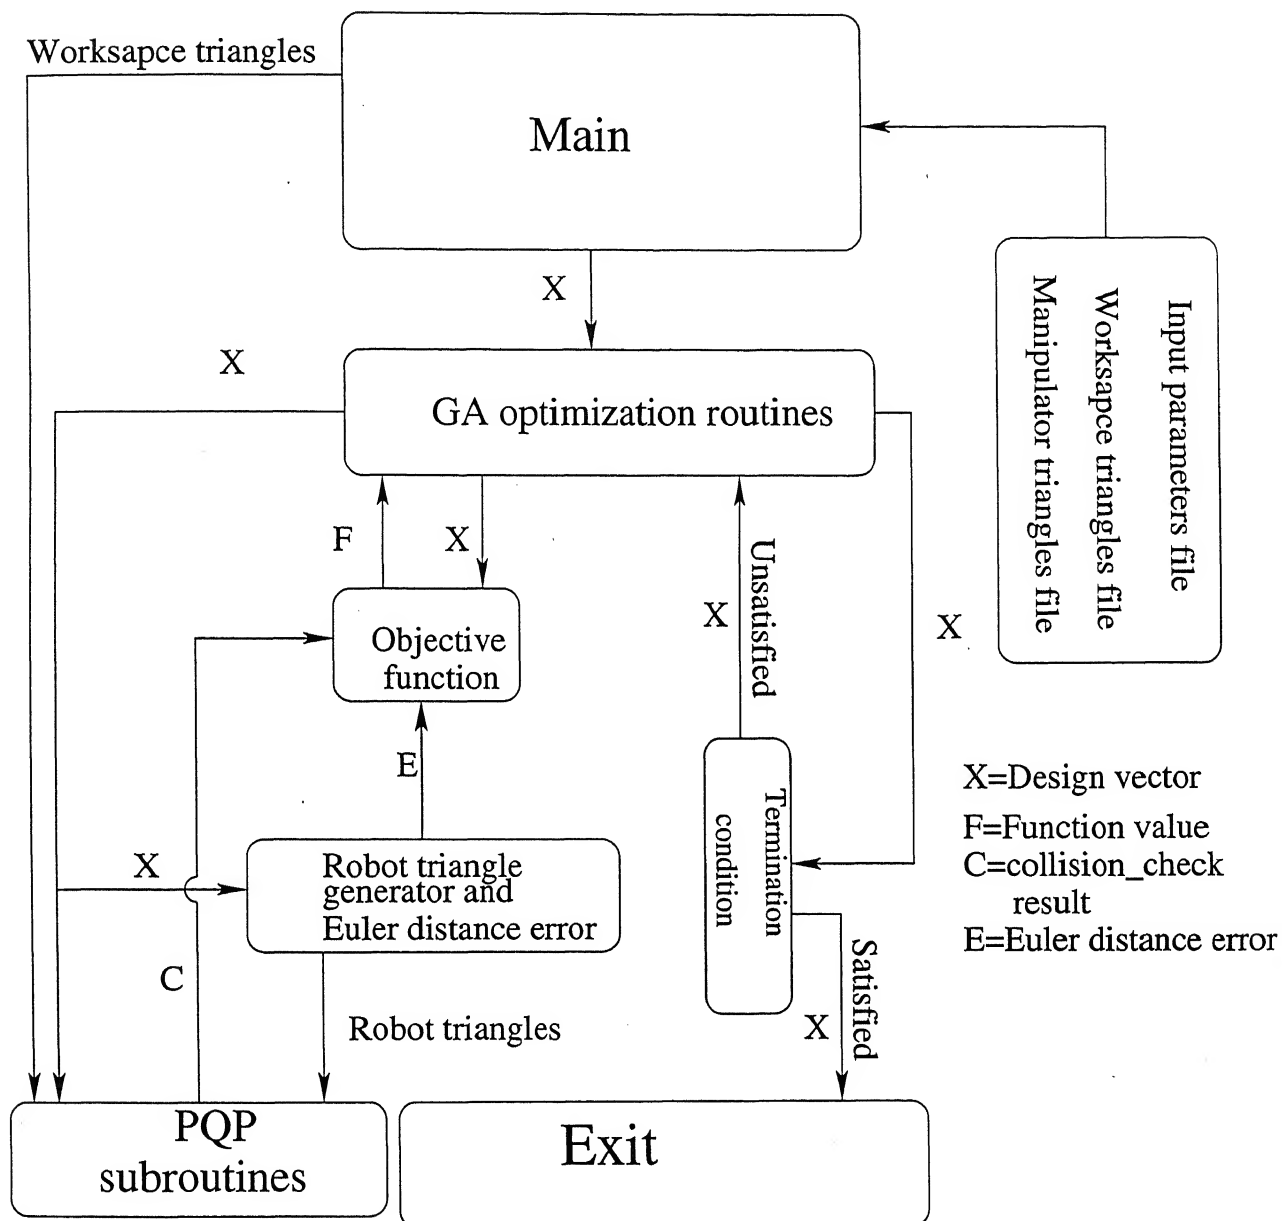 Worksapce triangles
Main
X
Input parameters file
Worksapce triangles file
Manipulator triangles file
X
GA optimization routines
F
X
Unsatisfied
X
X
Objective
function
E
X=Design vector
F=Function value
C=collision_check
result
E=Euler distance error
Termination
condition
X
Robot triangle
generator and
Euler distance error
C
Robot triangles
Satisfied
X
PQP
subroutines
Exit